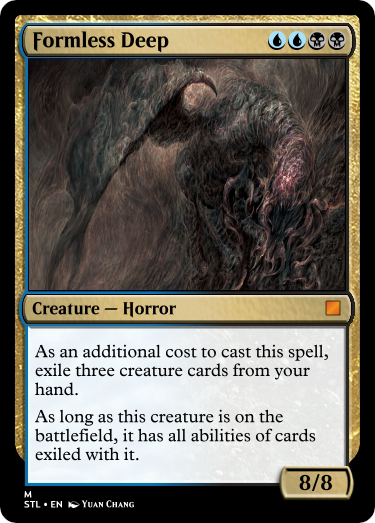 Formless Deep
Creature — Horror
As an additional cost to cast this spell,
exile three creature cards from your
hand.
As long as this creature is on the
battlefield, it has all abilities of cards
exiled with it.
8/8
M
STL • EN Yuan Chang